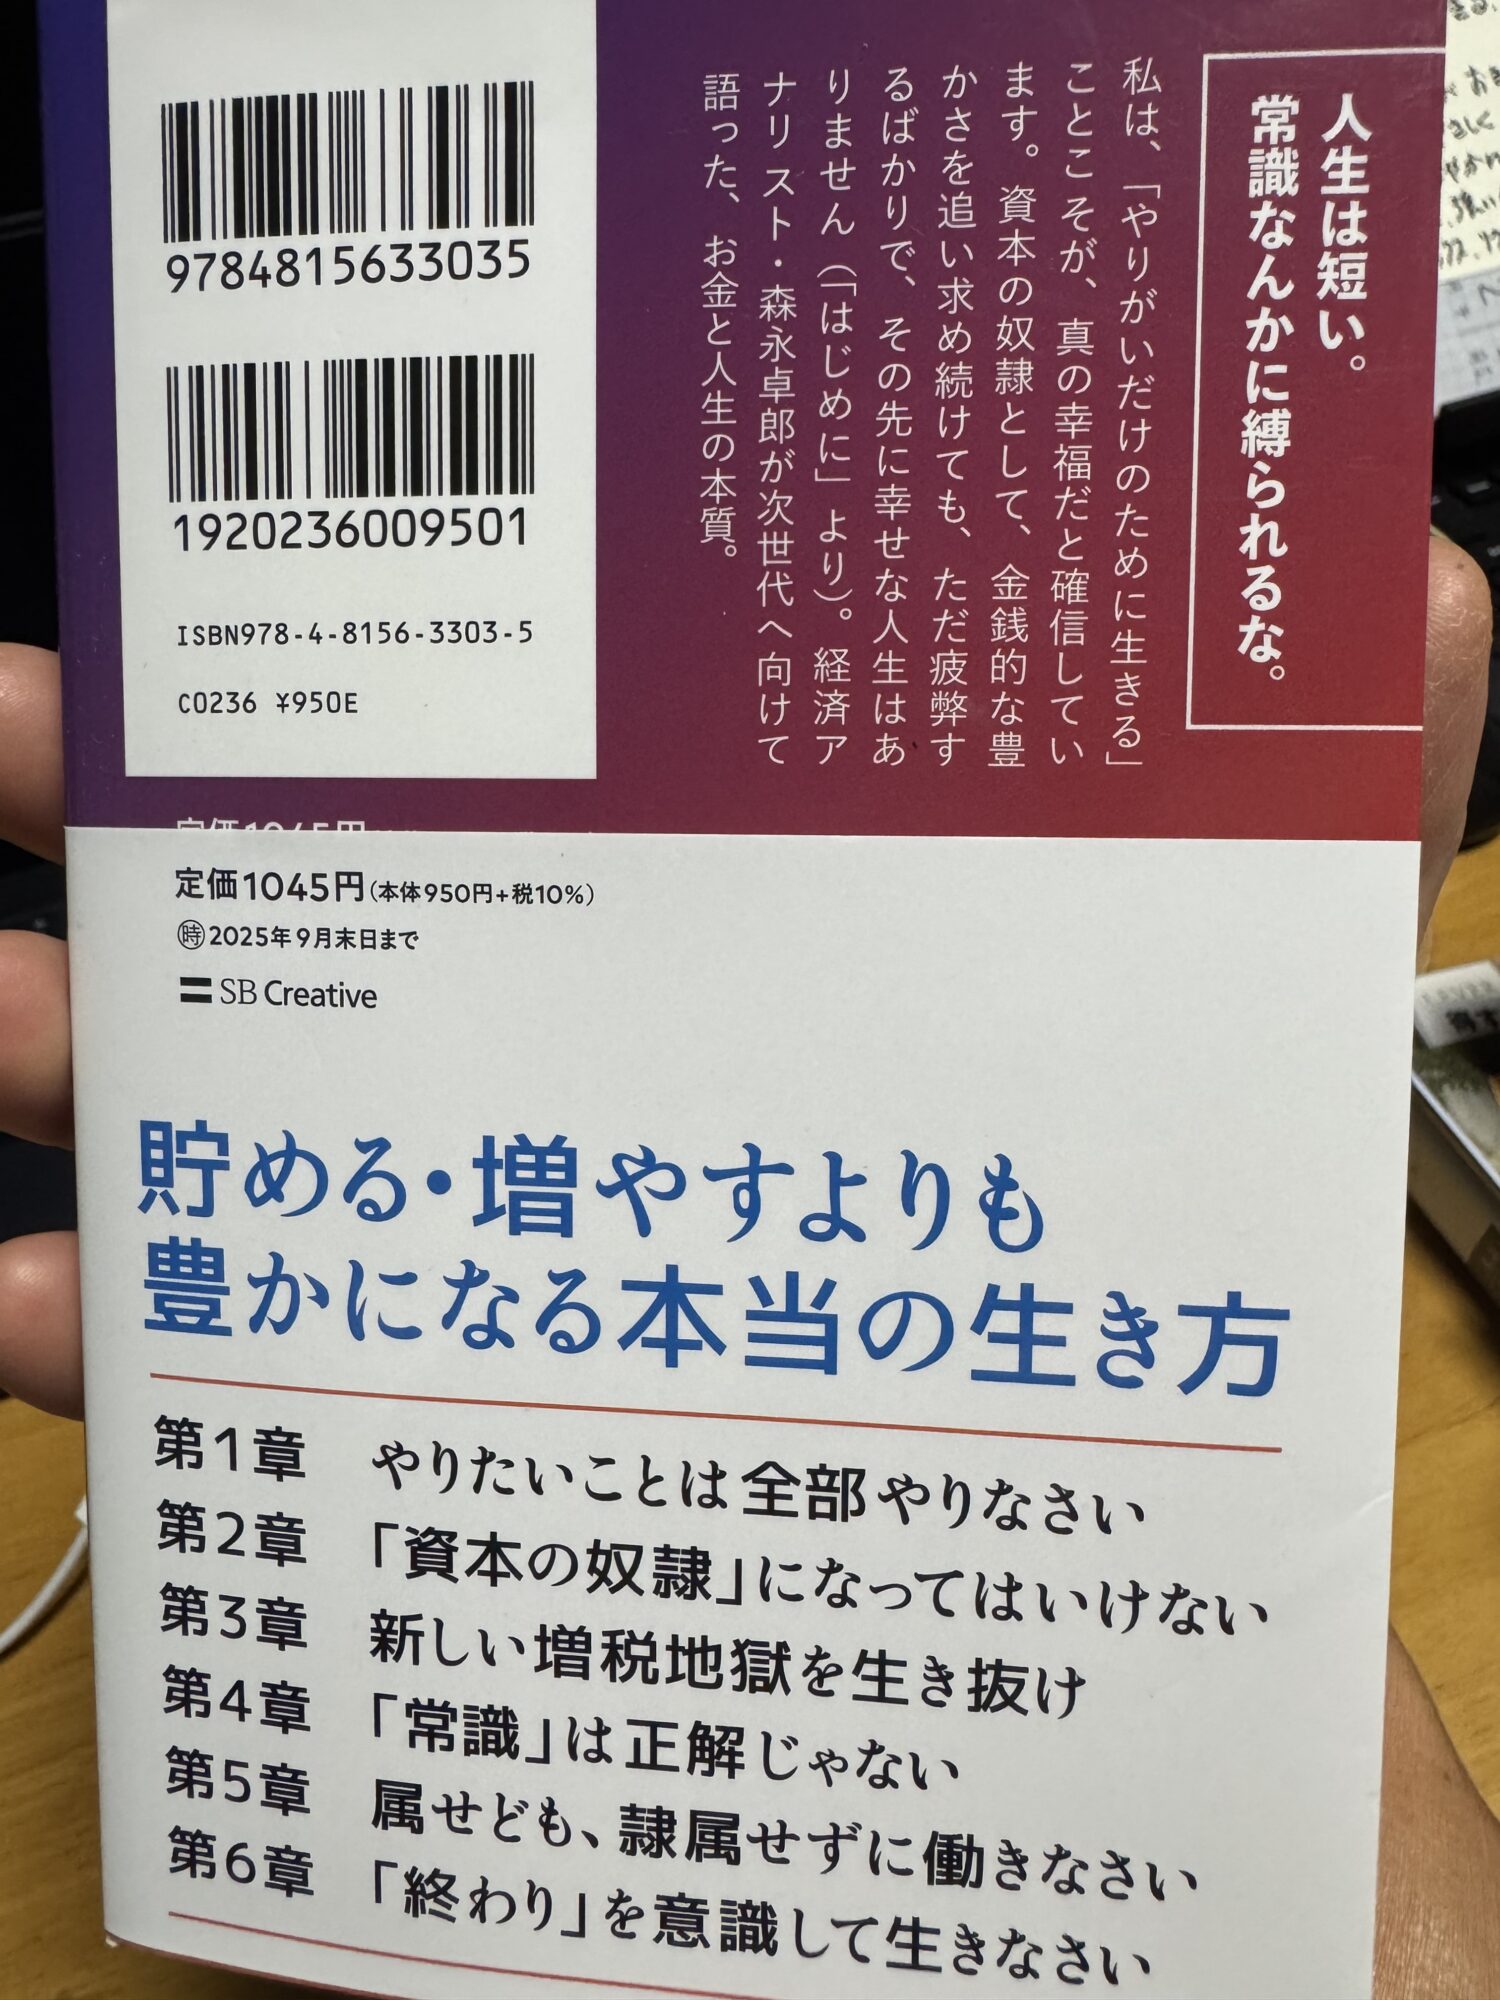 人生は短い。
常識なんかに縛られるな。
私は、「やりがいだけのために生きる」
ことこそが、真の幸福だと確信してい
ます。資本の奴隷として、金銭的な豊
かさを追い求め続けても、ただ疲弊す
るばかりで、その先に幸せな人生はあ
りません（「はじめに」より）。経済ア
ナリスト・森永卓郎が次世代へ向けて
語った、お金と人生の本質。
9784815633035
1920236009501
ISBN978-4-8156-3303-5
C0236 ¥950E
定価1045円
定価1045円（本体950円+税10%）
時2025年9月末日まで
SB Creative
貯める・増やすよりも
豊かになる本当の生き方
第1章 やりたいことは全部やりなさい
第2章 「資本の奴隷」になってはいけない
第3章 新しい増税地獄を生き抜け
第4章 「常識」は正解じゃない
第5章 属せども、隷属せずに働きなさい
第6章 「終わり」を意識して生きなさい